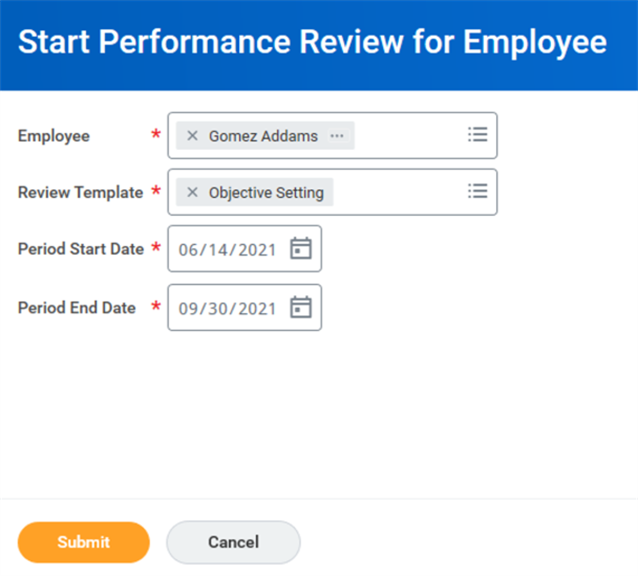 Start Performance Review for Employee
Employee * × Gomez Addams ···
Review Template * × Objective Setting
Period Start Date * 06/14/2021
Period End Date * 09/30/2021
Submit Cancel